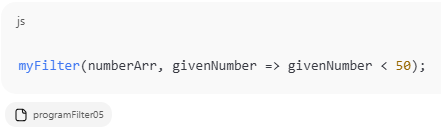 js
myFilter(numberArr, givenNumber => givenNumber < 50);
programFilter05